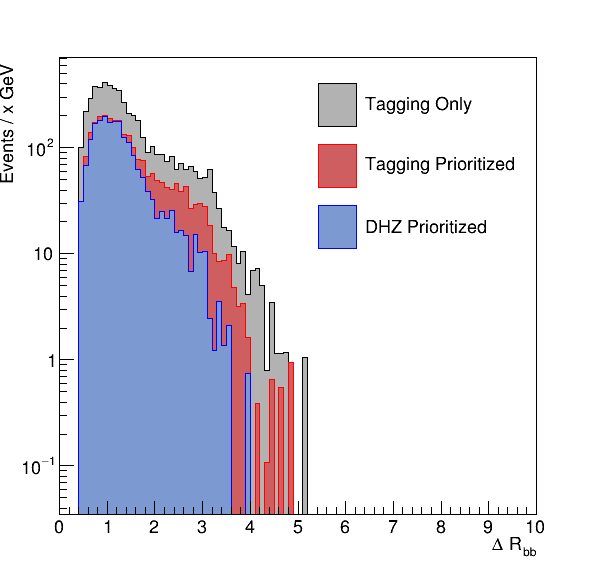 Events / x GeV
Tagging Only
Tagging Prioritized
DHZ Prioritized
10²
10
1
10⁻¹
0 1 2 3 4 5 6 7 8 9 10
Δ R_bb